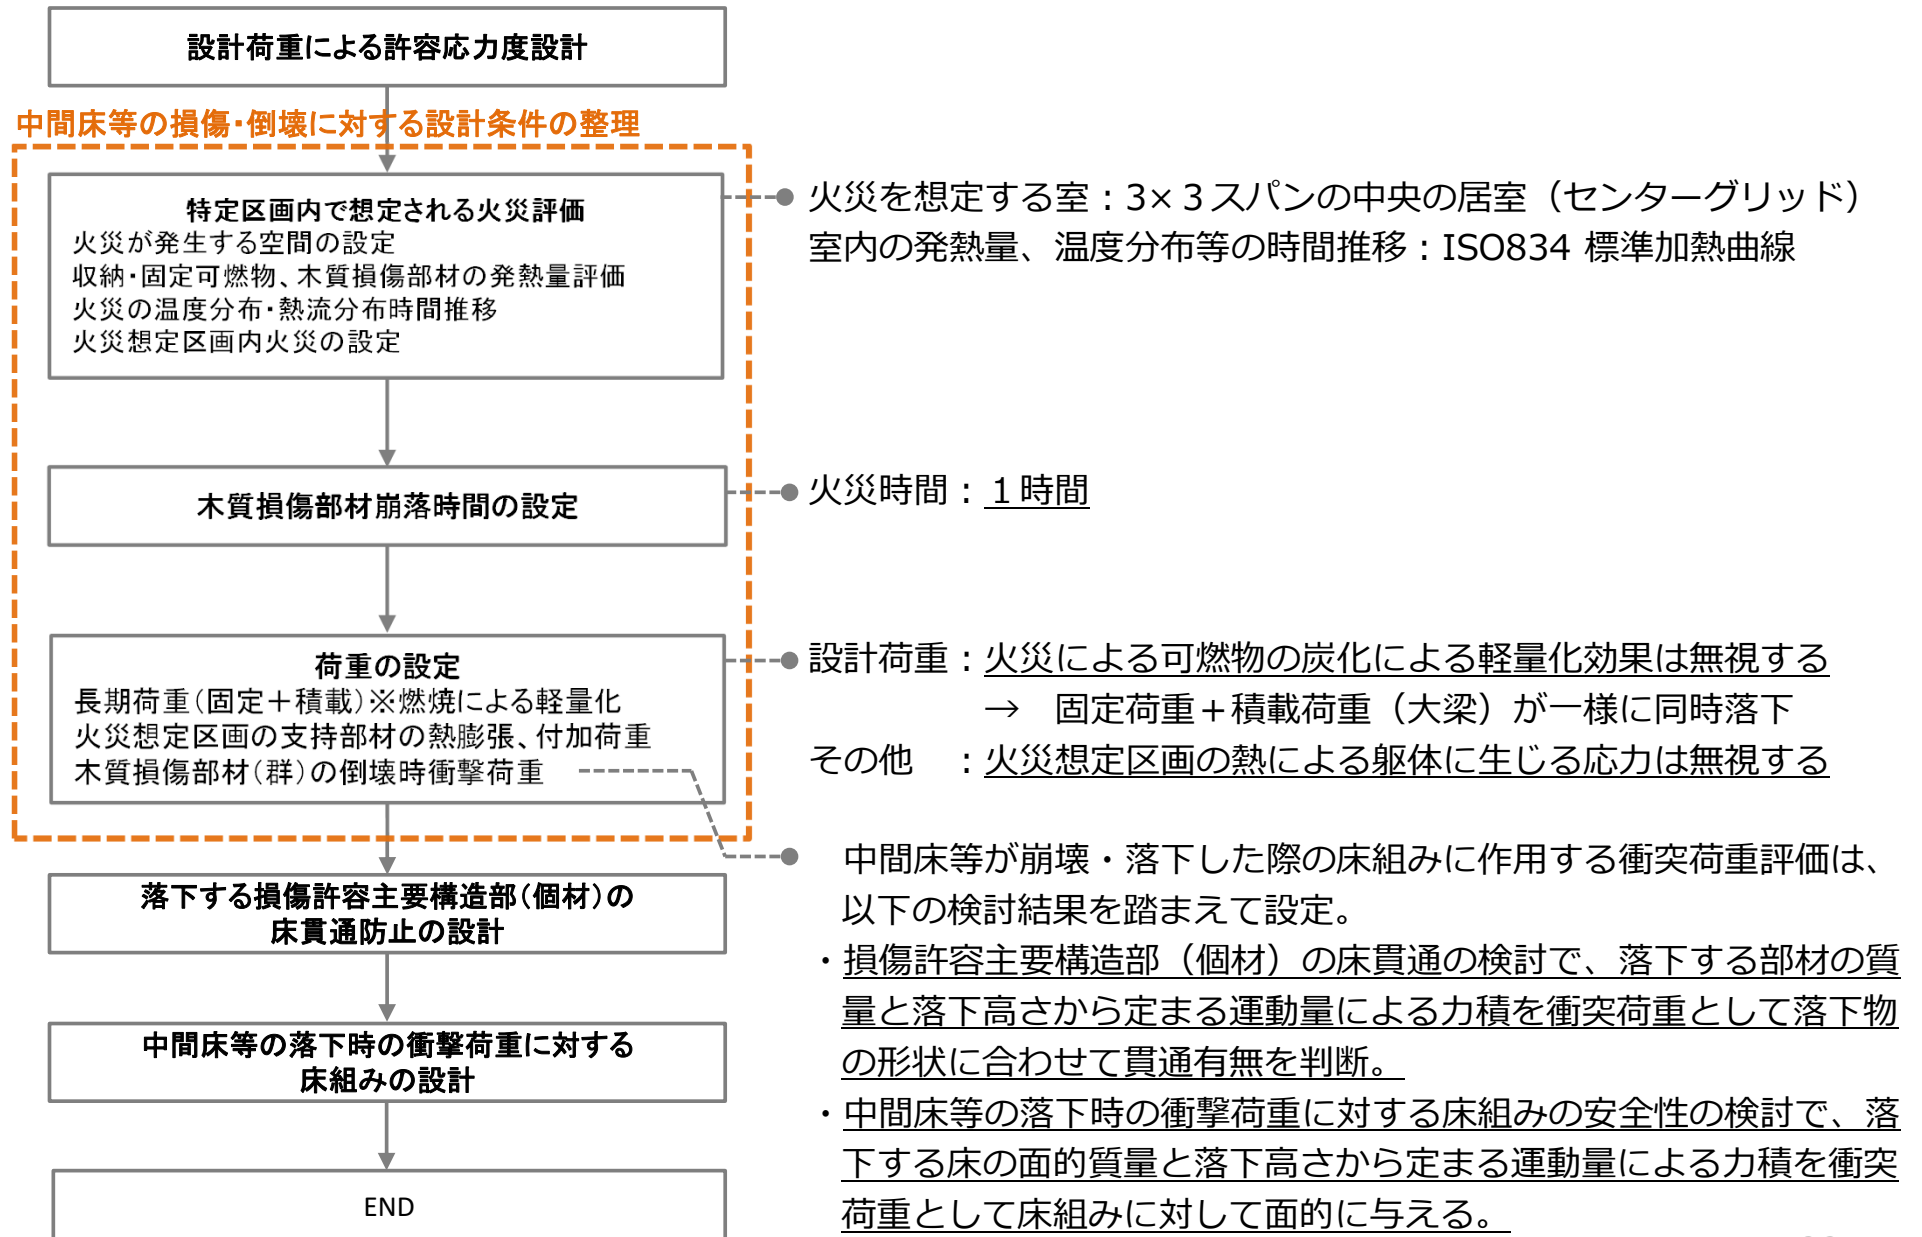 設計荷重による許容応力度設計
中間床等の損傷・倒壊に対する設計条件の整理
特定区画内で想定される火災評価
火災が発生する空間の設定
収納・固定可燃物、木質損傷部材の発熱量評価
火災の温度分布・熱流分布時間推移
火災想定区画内火災の設定
火災を想定する室：3×３スパンの中央の居室（センターグリッド）
室内の発熱量、温度分布等の時間推移：ISO834 標準加熱曲線
木質損傷部材崩落時間の設定
火災時間：１時間
荷重の設定
長期荷重（固定＋積載）※燃焼による軽量化
火災想定区画の支持部材の熱膨張、付加荷重
木質損傷部材（群）の倒壊時衝撃荷重
設計荷重：火災による可燃物の炭化による軽量化効果は無視する
→　固定荷重＋積載荷重（大梁）が一様に同時落下
その他　：火災想定区画の熱による躯体に生じる応力は無視する
落下する損傷許容主要構造部（個材）の
床貫通防止の設計
中間床等の落下時の衝撃荷重に対する
床組みの設計
END
中間床等が崩壊・落下した際の床組みに作用する衝突荷重評価は、
以下の検討結果を踏まえて設定。
・損傷許容主要構造部（個材）の床貫通の検討で、落下する部材の質
量と落下高さから定まる運動量による力積を衝突荷重として落下物
の形状に合わせて貫通有無を判断。
・中間床等の落下時の衝撃荷重に対する床組みの安全性の検討で、落
下する床の面的質量と落下高さから定まる運動量による力積を衝突
荷重として床組みに対して面的に与える。